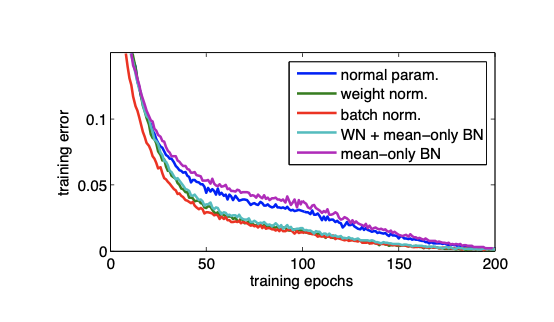 normal param.
weight norm.
batch norm.
WN + mean−only BN
mean−only BN
training error
0.1
0.05
0
0 50 100 150 200
training epochs